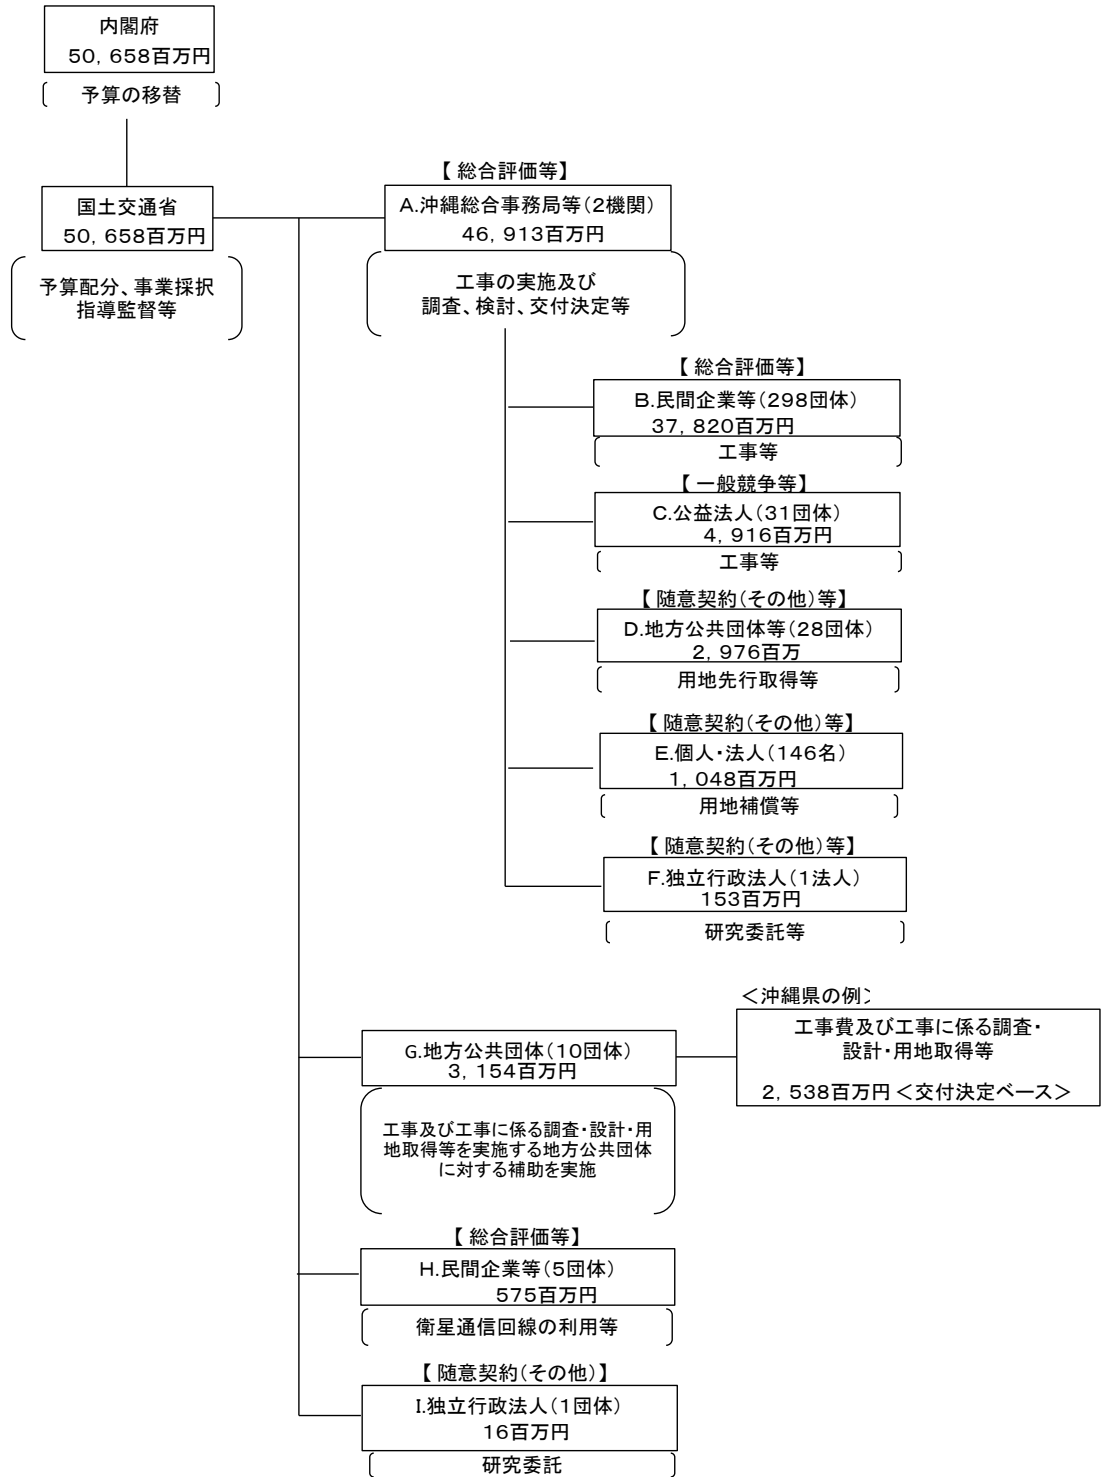 内閣府
50, 658百万円
予算の移替
国土交通省
50, 658百万円
予算配分、事業採択
指導監督等
【 総合評価等】
A.沖縄総合事務局等(2機関)
46, 913百万円
工事の実施及び
調査、検討、交付決定等
【 総合評価等】
B.民間企業等(298団体)
37, 820百万円
工事等
【 一般競争等】
C.公益法人(31団体)
4, 916百万円
工事等
【 随意契約(その他)等】
D.地方公共団体等(28団体)
2, 976百万
用地先行取得等
【 随意契約(その他)等】
E.個人・法人(146名)
1, 048百万円
用地補償等
【 随意契約(その他)等】
F.独立行政法人(1法人)
153百万円
研究委託等
G.地方公共団体(10団体)
3, 154百万円
工事及び工事に係る調査・設計・用
地取得等を実施する地方公共団体
に対する補助を実施
＜沖縄県の例＞
工事費及び工事に係る調査・
設計・用地取得等
2, 538百万円＜交付決定ベース＞
【 総合評価等】
H.民間企業等(5団体)
575百万円
衛星通信回線の利用等
【 随意契約(その他)】
I.独立行政法人(1団体)
16百万円
研究委託